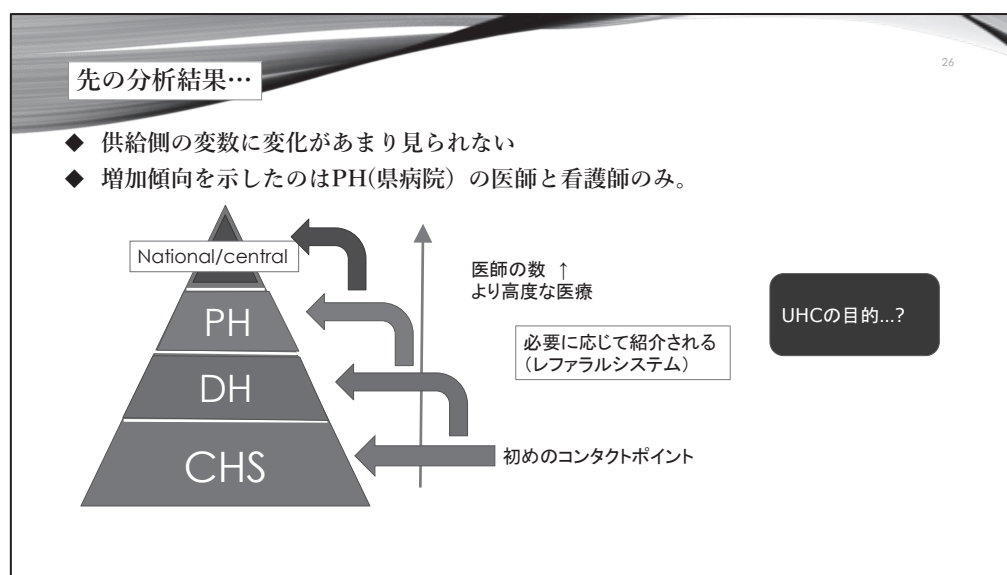 26
先の分析結果…
◆ 供給側の変数に変化があまり見られない
◆ 増加傾向を示したのはPH(県病院）の医師と看護師のみ。
National/central
PH
DH
CHS
医師の数 ↑
より高度な医療
必要に応じて紹介される
（レファラルシステム）
初めのコンタクトポイント
UHCの目的...?